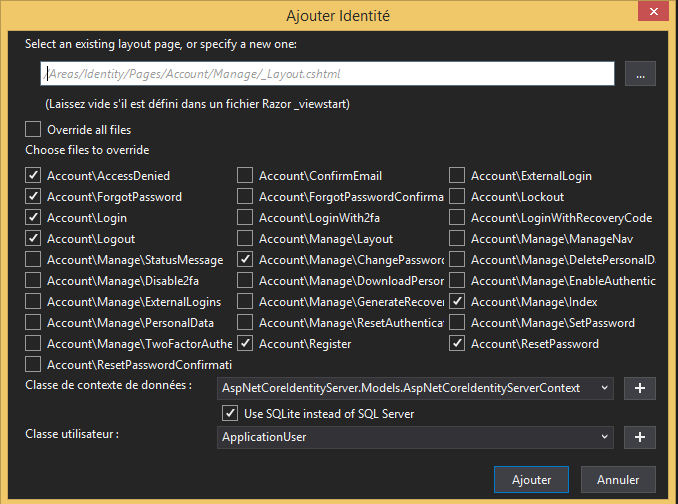 Ajouter Identité
Select an existing layout page, or specify a new one:
/Areas/Identity/Pages/Account/Manage/_Layout.cshtml
...
(Laissez vide s'il est défini dans un fichier Razor _viewstart)
Override all files
Choose files to override
Account\AccessDenied Account\ConfirmEmail Account\ExternalLogin
Account\ForgotPassword Account\ForgotPasswordConfirma Account\Lockout
Account\Login Account\LoginWith2fa Account\LoginWithRecoveryCode
Account\Logout Account\Manage\Layout Account\Manage\ManageNav
Account\Manage\StatusMessage Account\Manage\ChangePassword Account\Manage\DeletePersonalD
Account\Manage\Disable2fa Account\Manage\DownloadPerson Account\Manage\EnableAuthentic
Account\Manage\ExternalLogins Account\Manage\GenerateRecover Account\Manage\Index
Account\Manage\PersonalData Account\Manage\ResetAuthentica Account\Manage\SetPassword
Account\Manage\TwoFactorAuthe Account\Register Account\ResetPassword
Account\ResetPasswordConfirmati
Classe de contexte de données : AspNetCoreIdentityServer.Models.AspNetCoreIdentityServerContext
Use SQLite instead of SQL Server
Classe utilisateur : ApplicationUser
Ajouter Annuler